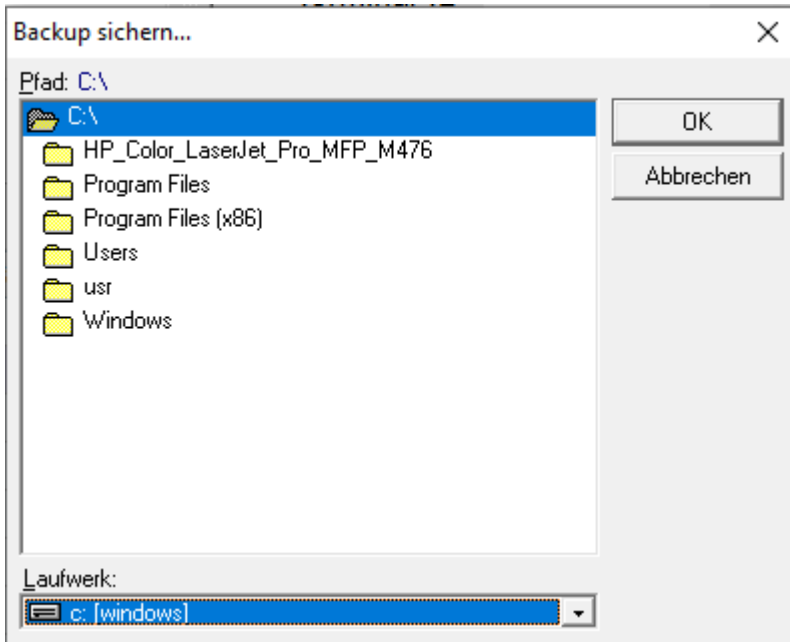 Backup sichern...
Pfad: C:\
C:\
HP_Color_LaserJet_Pro_MFP_M476
Program Files
Program Files (x86)
Users
usr
Windows
OK
Abbrechen
Laufwerk:
c: [windows]